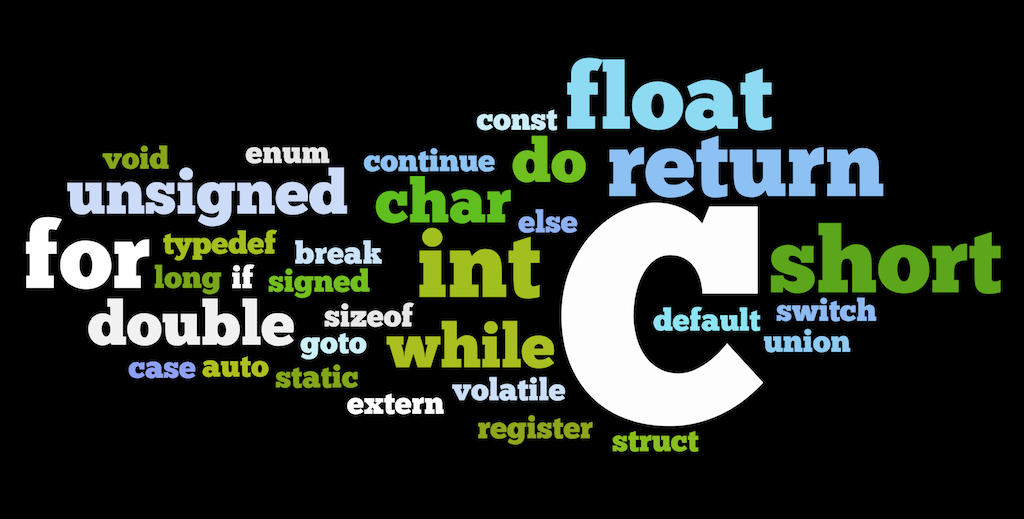 float
const
do
return
void
enum
continue
unsigned
char
else
C
for
typedef
break
int
short
long
if
signed
double
sizeof
default
switch
goto
while
union
case
auto
static
volatile
extern
register
struct